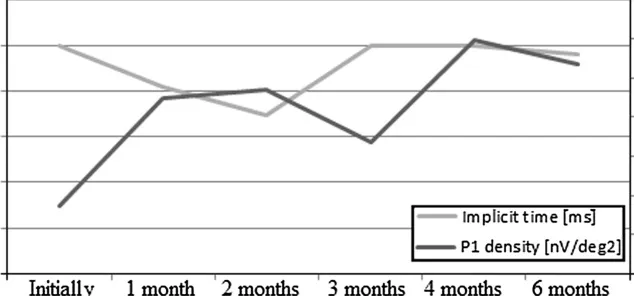 Implicit time [ms]
P1 density [nV/deg2]
Initially 1 month 2 months 3 months 4 months 6 months